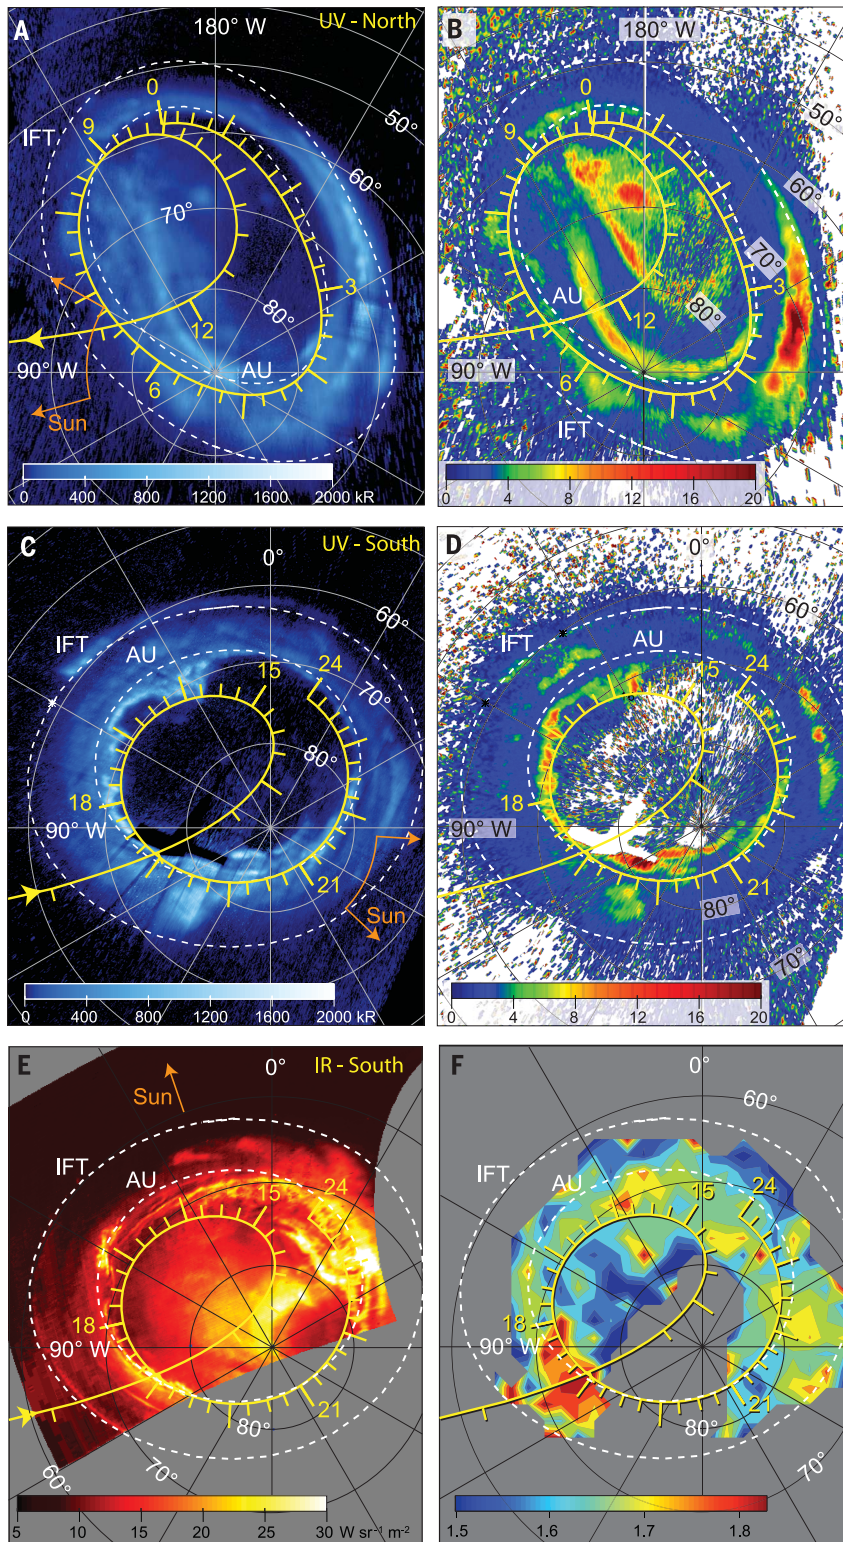 A
180° W
UV - North
0
9
IFT
50°
60°
70°
3
12
80°
90° W
AU
6
Sun
0 400 800 1200 1600 2000 kR
B
180° W
0
9
50°
60°
70°
AU
3
80°
12
90° W
6
IFT
0 4 8 12 16 20
C
UV - South
0°
60°
IFT
AU
15
24
70°
80°
18
90° W
21
Sun
0 400 800 1200 1600 2000 kR
D
0°
60°
IFT
AU
15
24
18
90° W
21
80°
70°
0 4 8 12 16 20
E
IR - South
Sun
0°
IFT
AU
15
24
18
90° W
21
80°
70°
60°
5 10 15 20 25 30 W sr⁻¹ m⁻²
F
0°
60°
IFT
AU
15
24
18
90° W
21
80°
70°
1.5 1.6 1.7 1.8